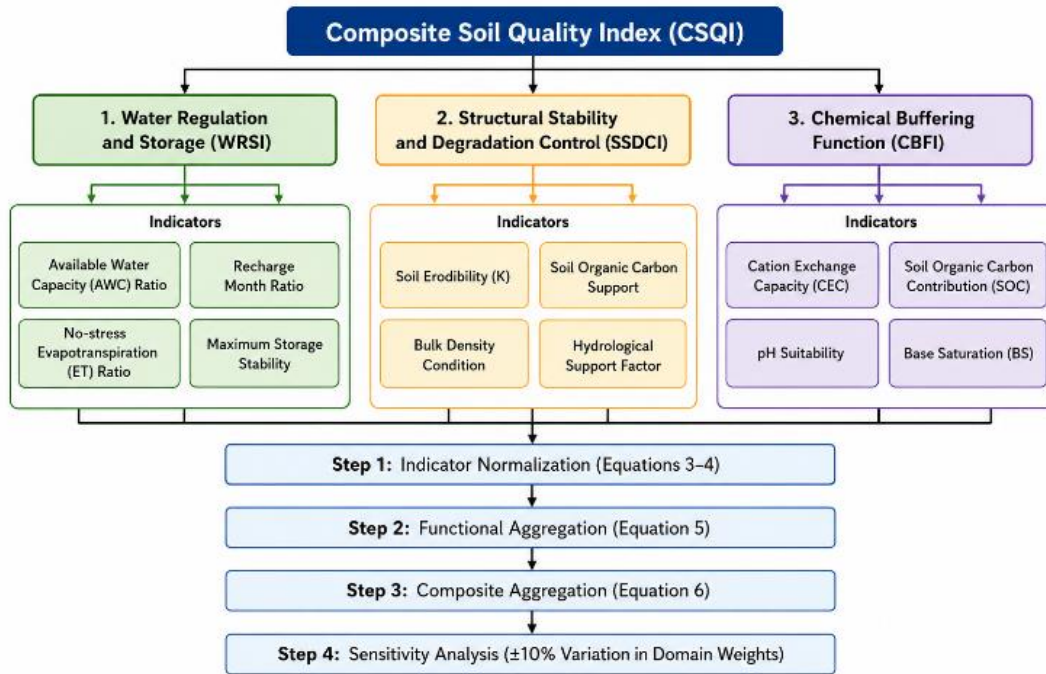 Composite Soil Quality Index (CSQI)
1. Water Regulation
and Storage (WRSI)
Indicators
Available Water
Capacity (AWC) Ratio
Recharge
Month Ratio
No-stress
Evapotranspiration
(ET) Ratio
Maximum Storage
Stability
2. Structural Stability
and Degradation Control (SSDCI)
Indicators
Soil Erodibility (K)
Soil Organic Carbon
Support
Bulk Density
Condition
Hydrological
Support Factor
3. Chemical Buffering
Function (CBFI)
Indicators
Cation Exchange
Capacity (CEC)
Soil Organic Carbon
Contribution (SOC)
pH Suitability
Base Saturation (BS)
Step 1: Indicator Normalization (Equations 3–4)
Step 2: Functional Aggregation (Equation 5)
Step 3: Composite Aggregation (Equation 6)
Step 4: Sensitivity Analysis (±10% Variation in Domain Weights)